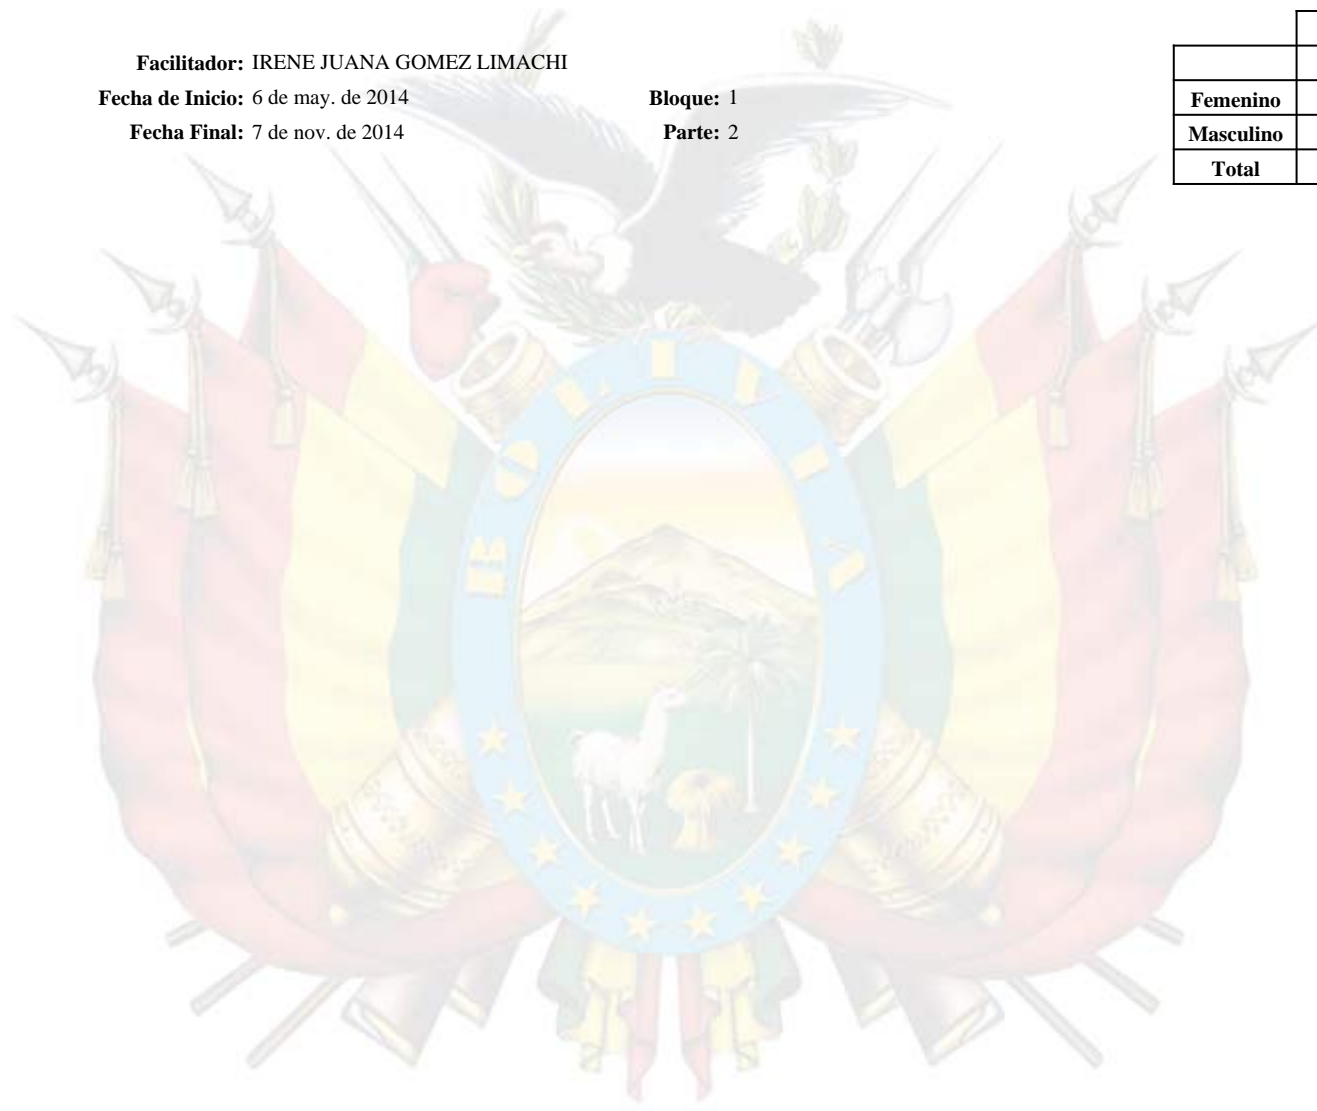 Facilitador: IRENE JUANA GOMEZ LIMACHI
Fecha de Inicio: 6 de may. de 2014 Bloque: 1
Fecha Final: 7 de nov. de 2014 Parte: 2
Femenino
Masculino
Total
BOLIVIA